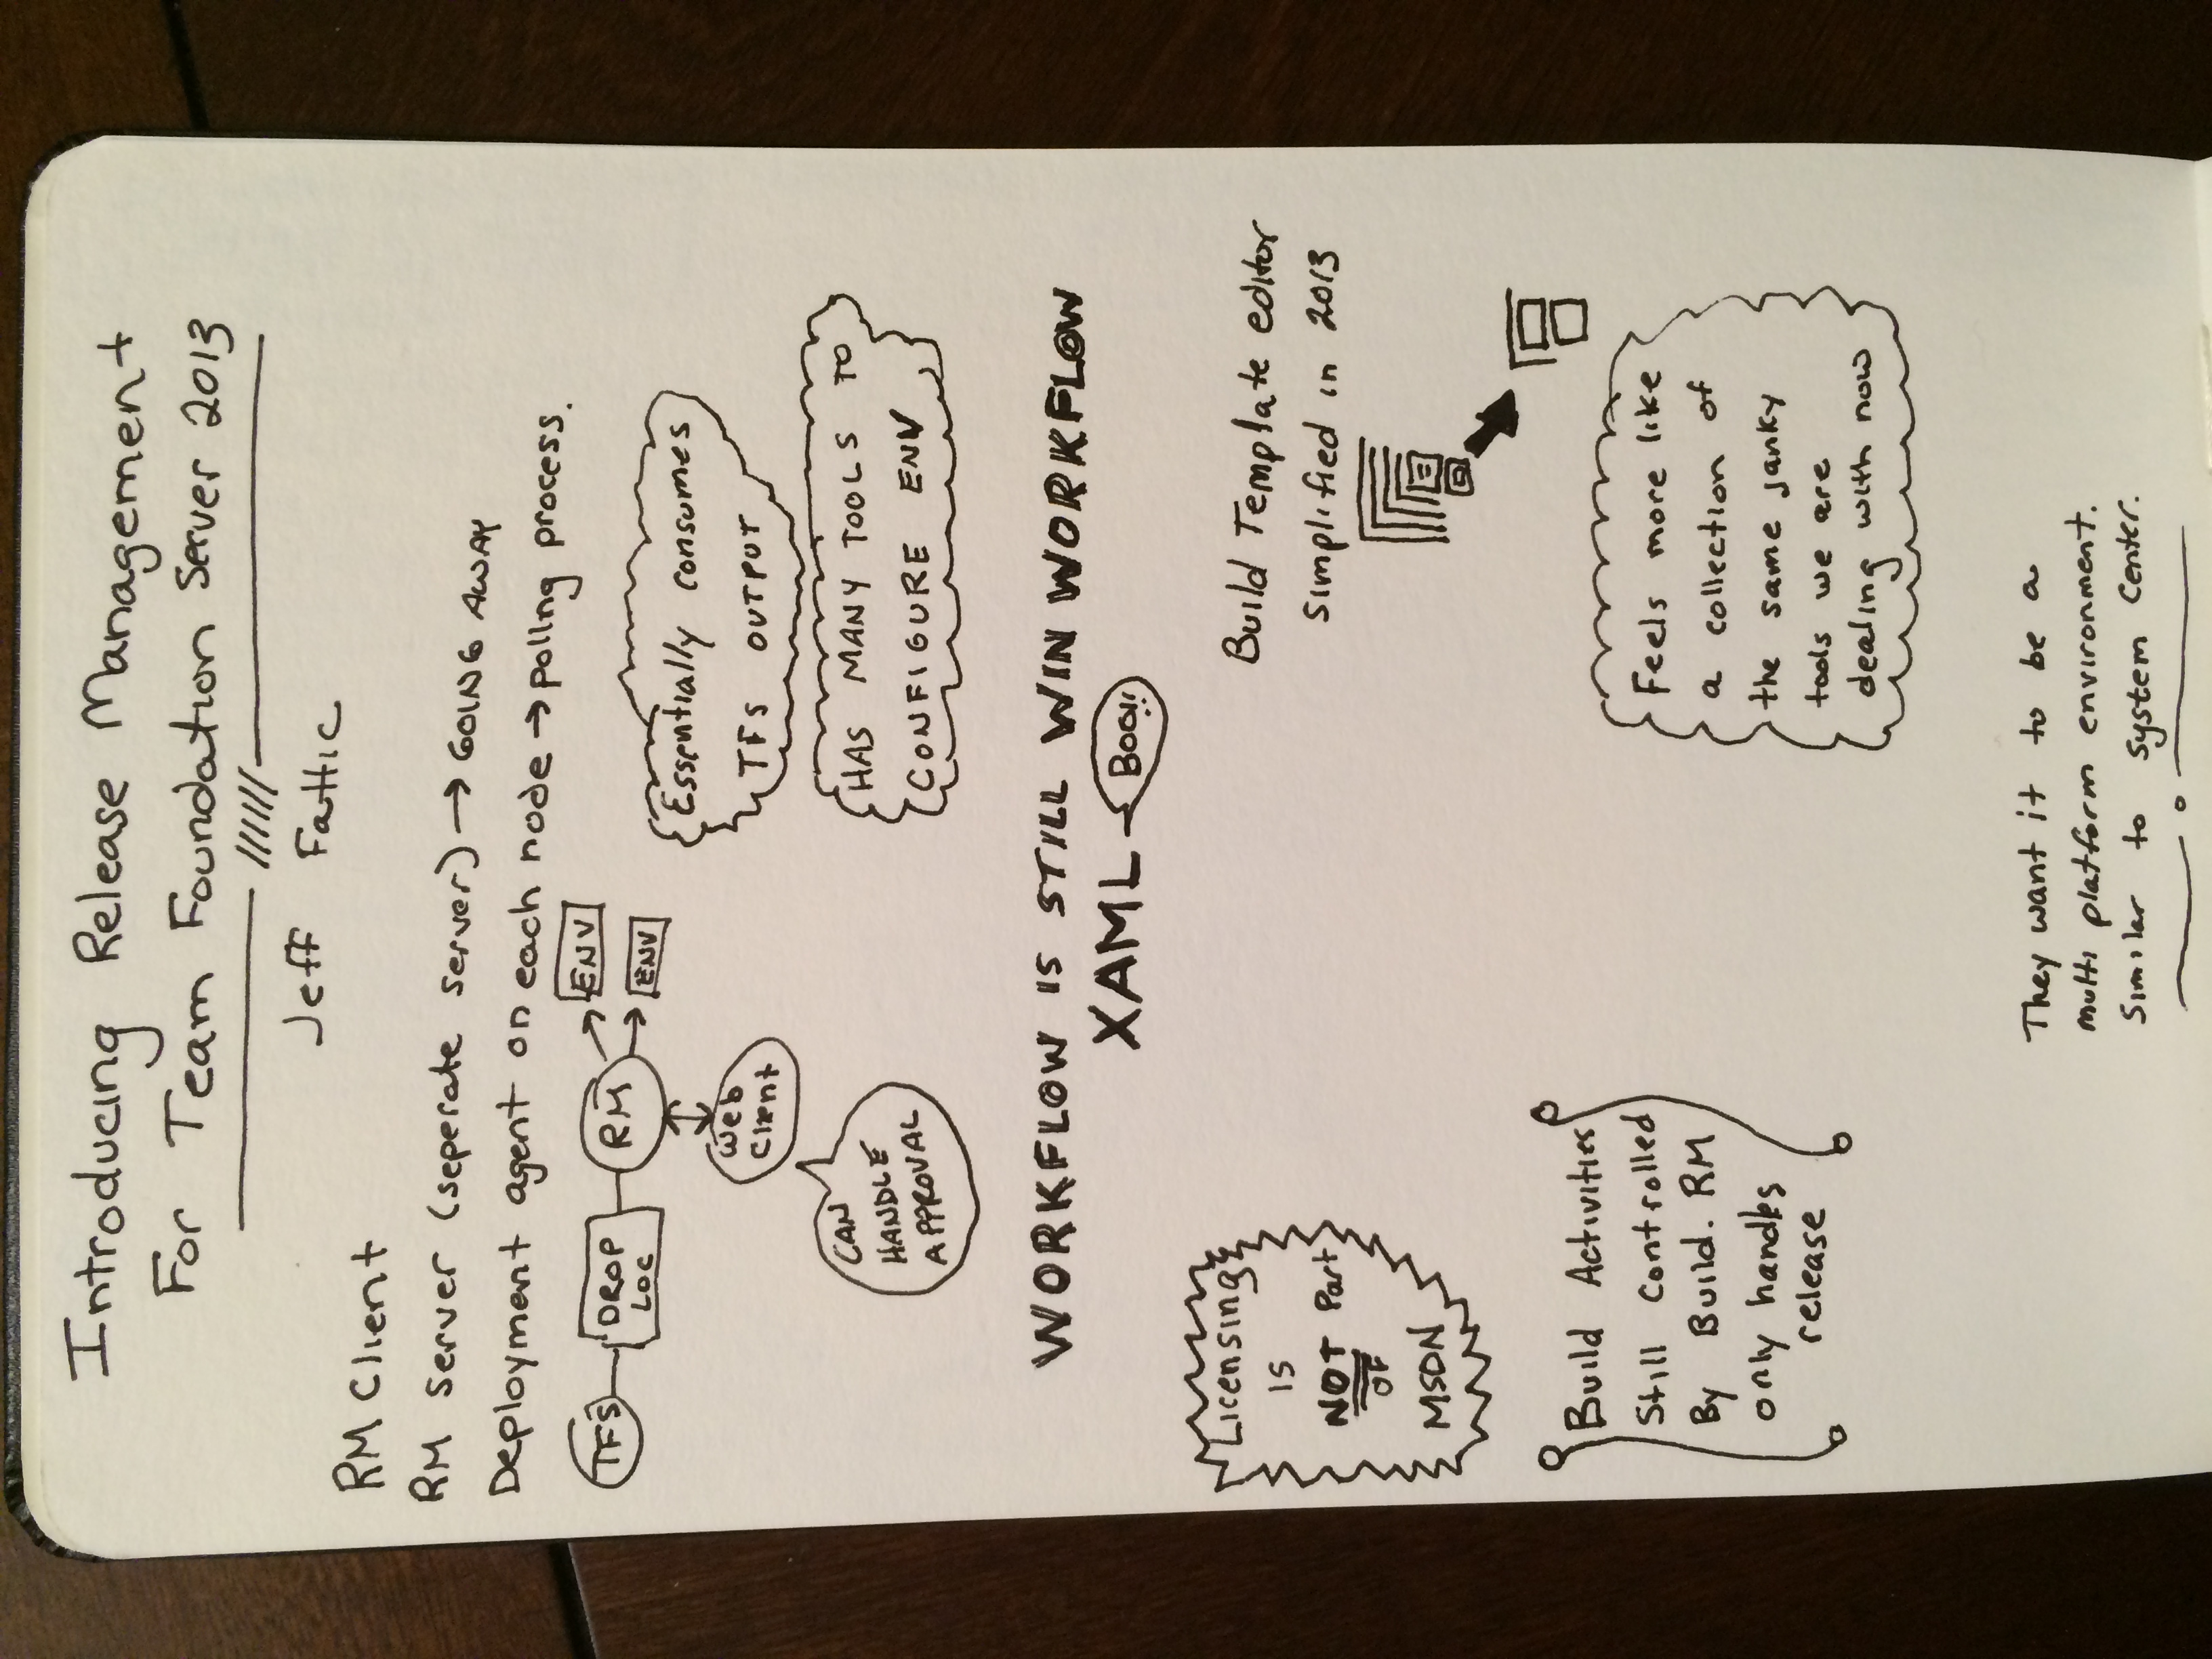 Introducing Release Management
For Team Foundation Server 2013
Jeff Fattic
RM Client
RM Server (seperate server) → GOING AWAY
Deployment agent on each node → pollng process.
TFS
DROP
LOC
RM
ENV
ENV
Web
Client
CAN
HANDLE
APPROVAL
Essentially consumes
TFS OUTPUT
HAS MANY TOOLS TO
CONFIGURE ENV
WORKFLOW IS STILL WIN WORKFLOW
XAML
Boo!!
Licensing
IS
NOT Part
OF
MSDN
Build Template editor
simplified in 2013
Build Activities
Still Controlled
By Build. RM
only handles
release
Feels more like
a collection of
the same janky
tools we are
dealing with now
They want it to be a
multi platform environment.
Similar to system center.